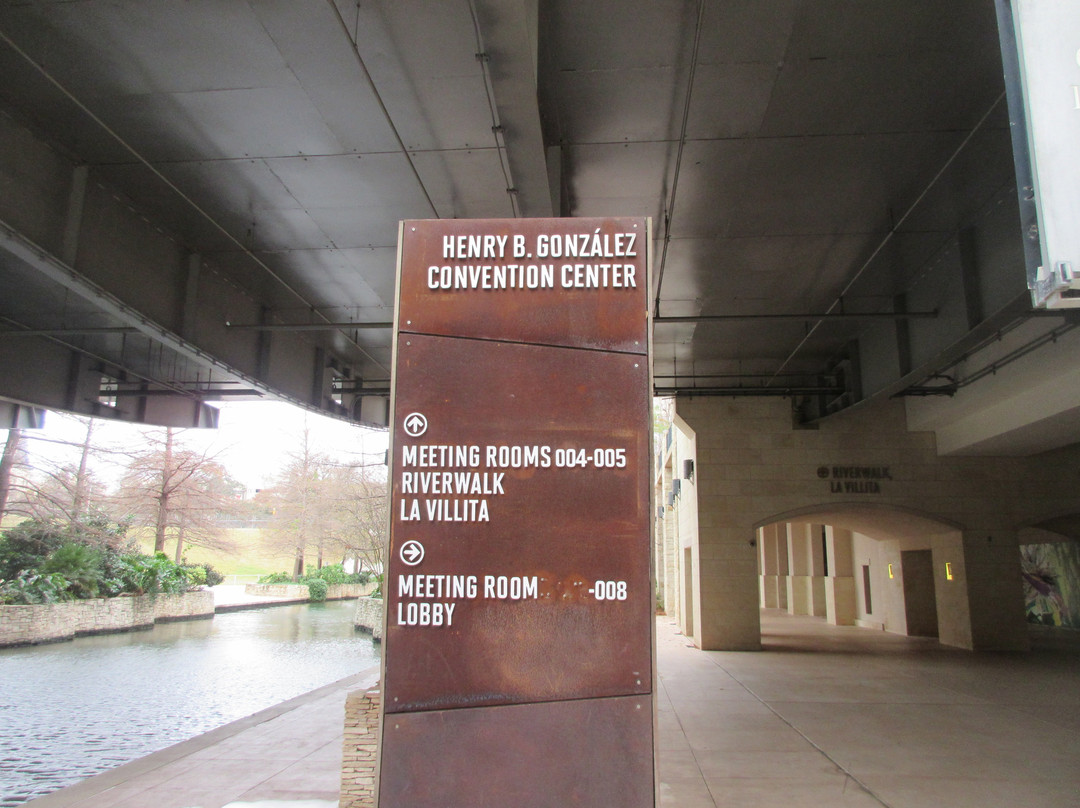 HENRY B. GONZÁLEZ
CONVENTION CENTER
MEETING ROOMS 004-005
RIVERWALK
LA VILLITA
MEETING ROOM -008
LOBBY
RIVERWALK,
LA VILLITA